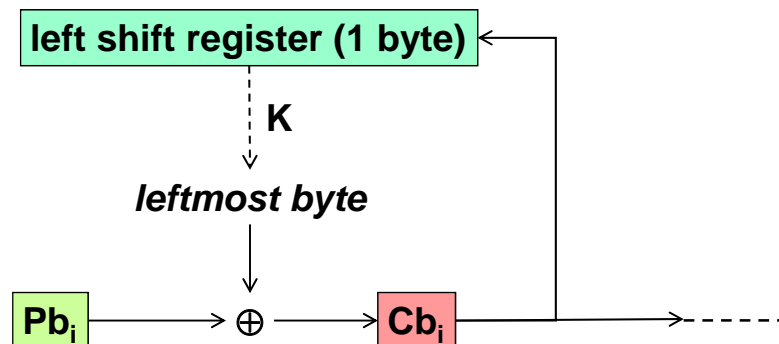 left shift register (1 byte)
K
leftmost byte
Pbᵢ ⊕ Cbᵢ